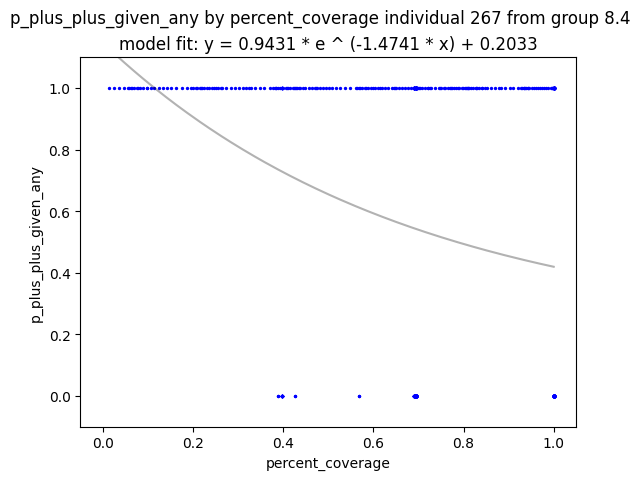 p_plus_plus_given_any by percent_coverage individual 267 from group 8.4
model fit: y = 0.9431 * e ^ (-1.4741 * x) + 0.2033
1.0
0.8
0.6
0.4
0.2
0.0
p_plus_plus_given_any
0.0 0.2 0.4 0.6 0.8 1.0
percent_coverage